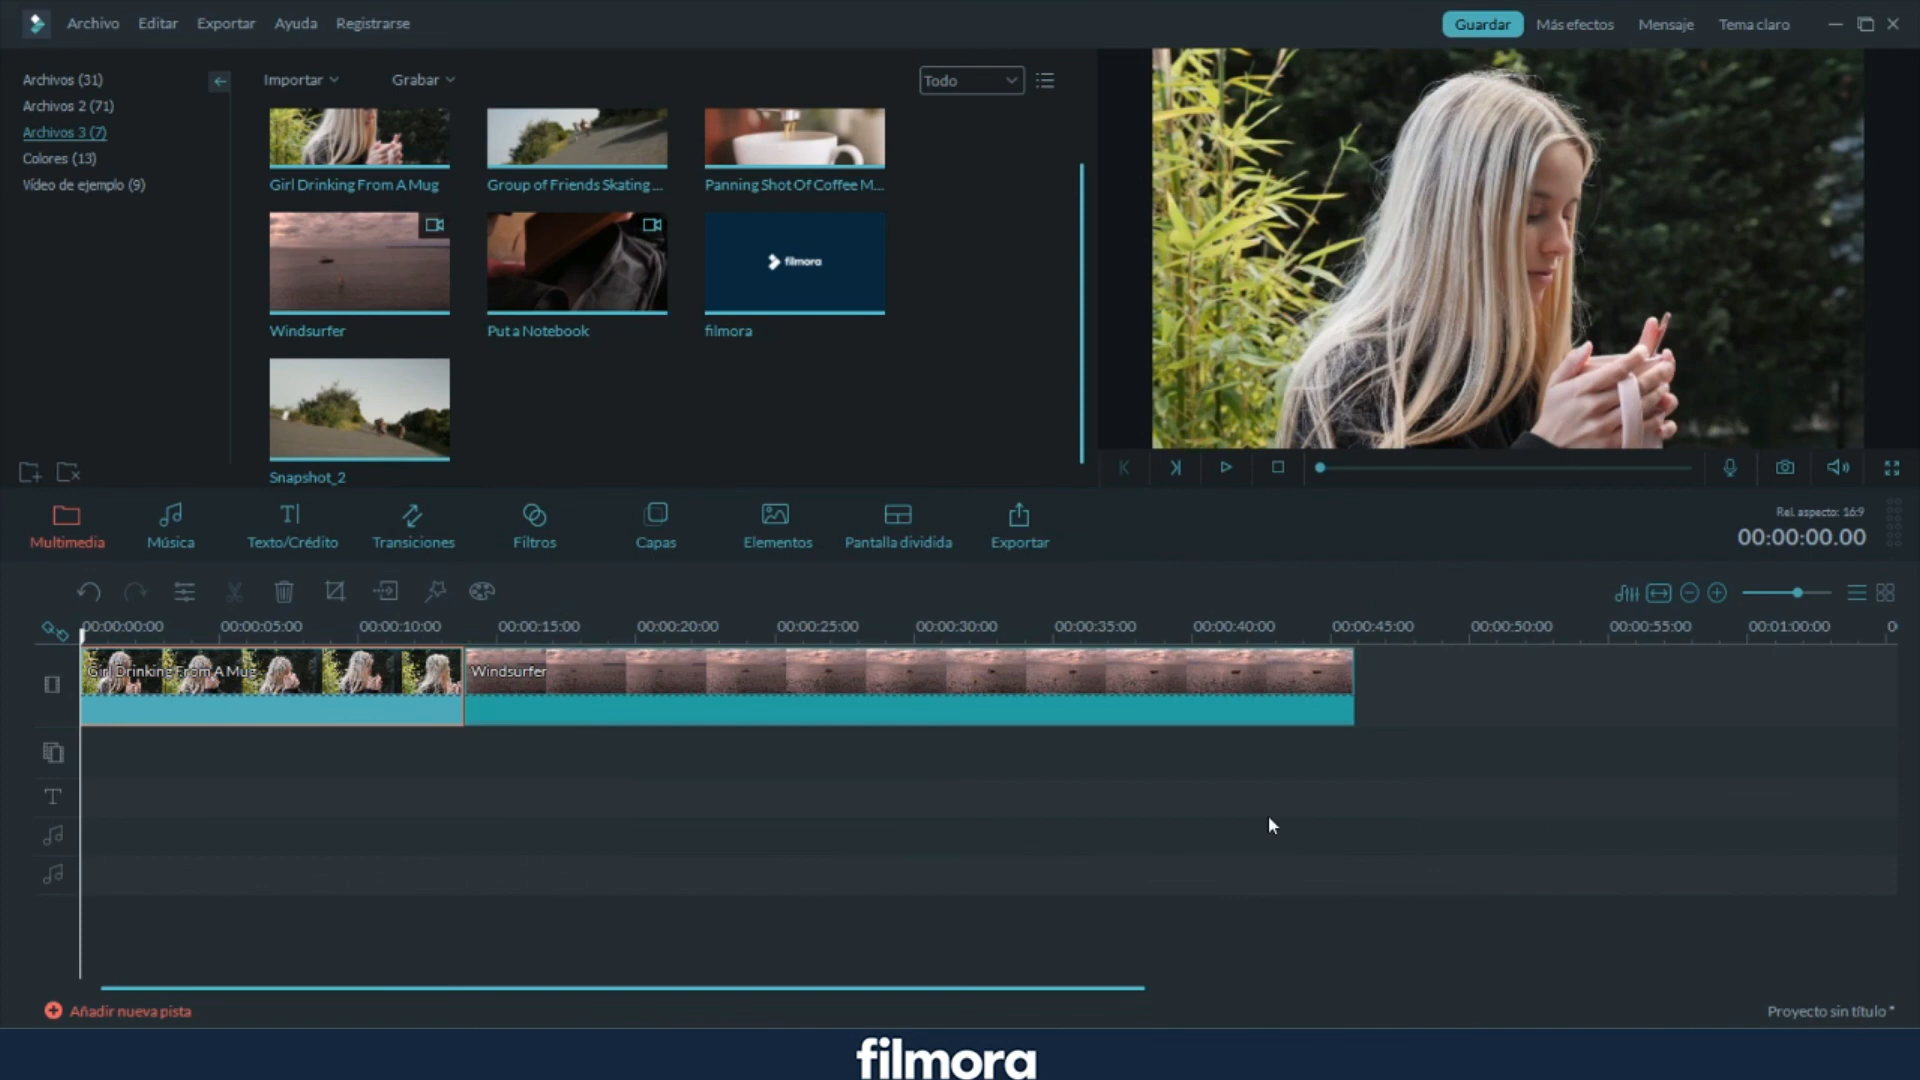 Archivo Editar Exportar Ayuda Registrarse
Guardar Más efectos Mensaje Tema claro
Archivos (31)
Archivos 2 (71)
Archivos 3 (7)
Colores (13)
Vídeo de ejemplo (9)
Importar Grabar Todo
Girl Drinking From A Mug
Group of Friends Skating ...
Panning Shot Of Coffee M...
filmora
Windsurfer
Put a Notebook
filmora
Snapshot_2
Multimedia Música Texto/Crédito Transiciones Filtros Capas Elementos Pantalla dividida Exportar
Rel. aspecto: 16:9
00:00:00.00
00:00:00:00 00:00:05:00 00:00:10:00 00:00:15:00 00:00:20:00 00:00:25:00 00:00:30:00 00:00:35:00 00:00:40:00 00:00:45:00 00:00:50:00 00:00:55:00 00:01:00:00 0
Girl Drinking From A Mug
Windsurfer
Añadir nueva pista
Proyecto sin título *
filmora